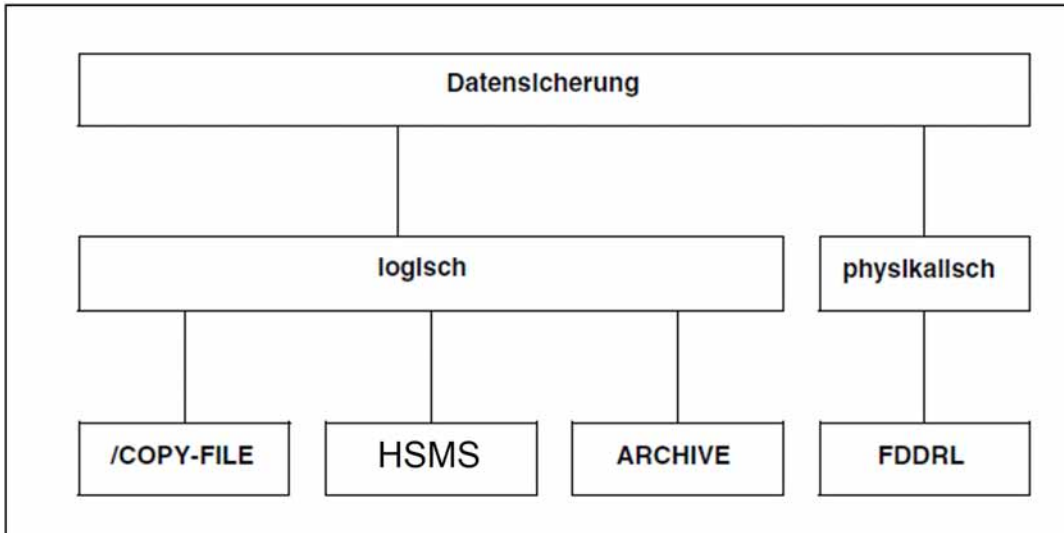 Datensicherung
logisch physikalisch
/COPY-FILE HSMS ARCHIVE FDDRL